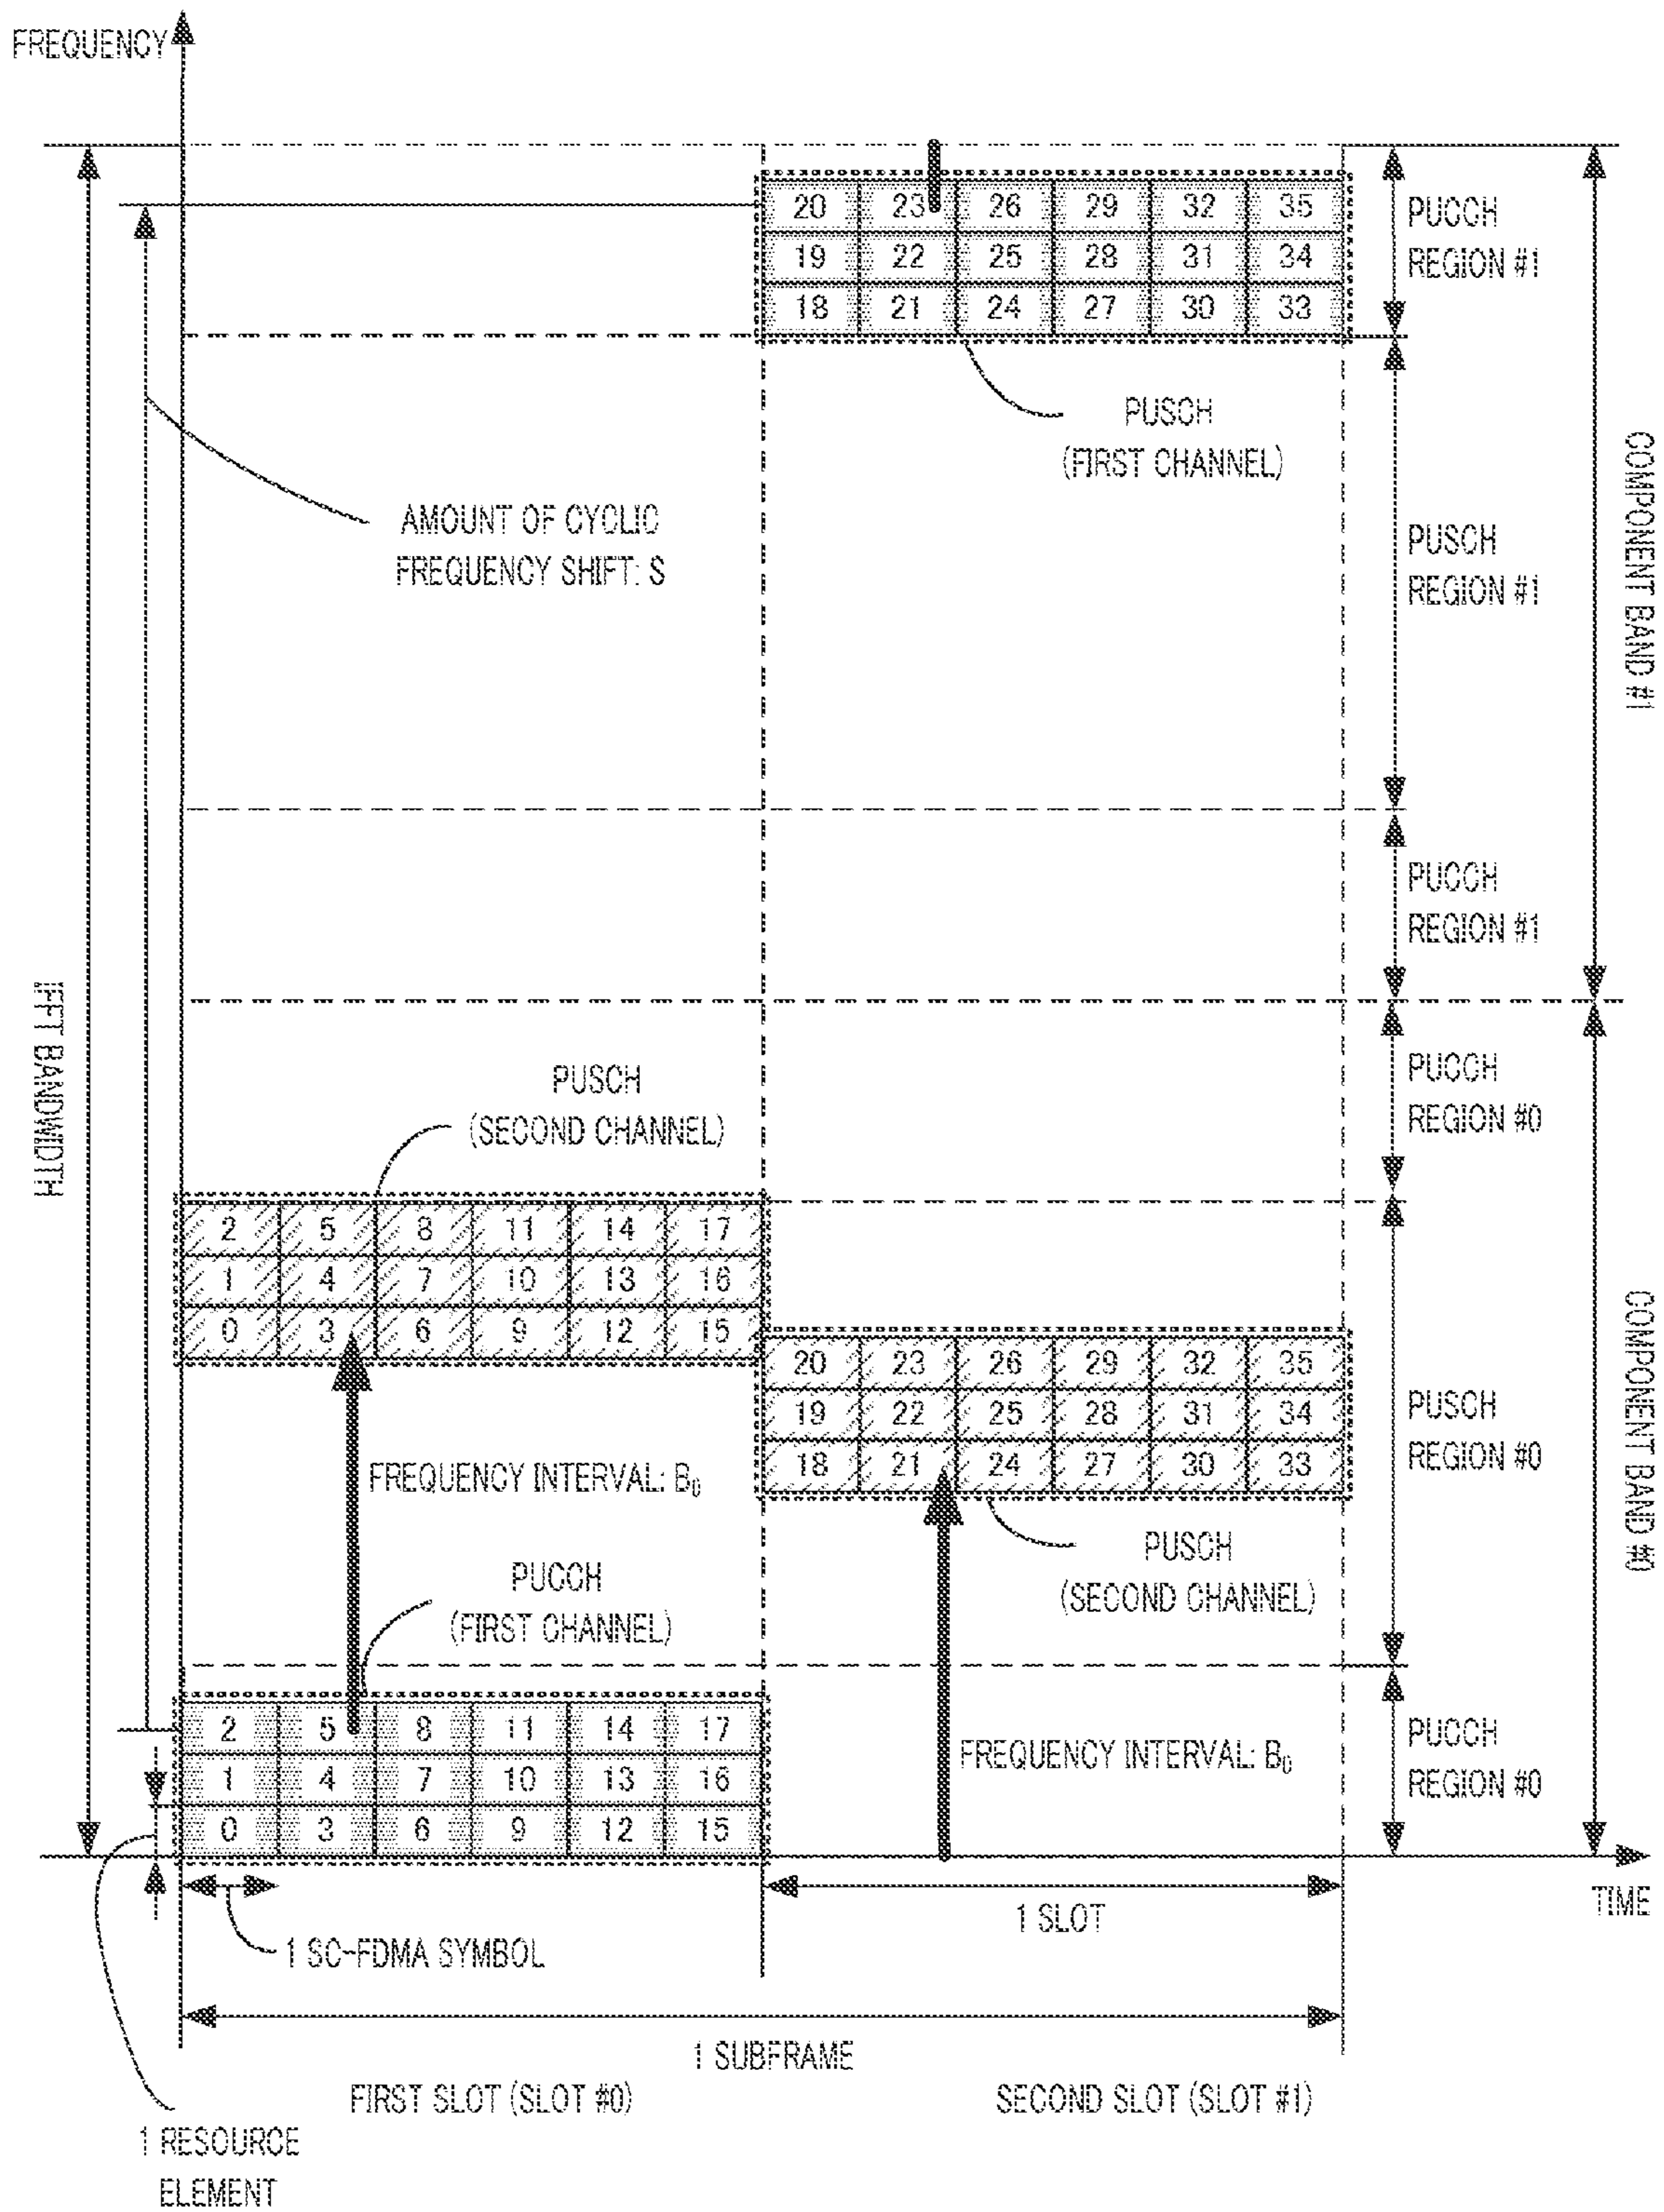 FREQUENCY
20 23 26 29 32 35
19 22 25 28 31 34
18 21 24 27 30 33
PUCCH
REGION #1
PUSCH
(FIRST CHANNEL)
AMOUNT OF CYCLIC
FREQUENCY SHIFT: S
PUSCH
REGION #1
COMPONENT BAND #1
PUCCH
REGION #1
IFFT BANDWIDTH
PUCCH
REGION #0
PUSCH
(SECOND CHANNEL)
2 5 8 11 14 17
1 4 7 10 13 16
0 3 6 9 12 15
20 23 26 29 32 35
19 22 25 28 31 34
18 21 24 27 30 33
PUSCH
REGION #0
COMPONENT BAND #0
FREQUENCY INTERVAL: B0
PUSCH
(SECOND CHANNEL)
PUCCH
(FIRST CHANNEL)
2 5 8 11 14 17
1 4 7 10 13 16
0 3 6 9 12 15
FREQUENCY INTERVAL: B0
PUCCH
REGION #0
TIME
1 SLOT
1 SC-FDMA SYMBOL
1 SUBFRAME
FIRST SLOT (SLOT #0)
SECOND SLOT (SLOT #1)
1 RESOURCE
ELEMENT